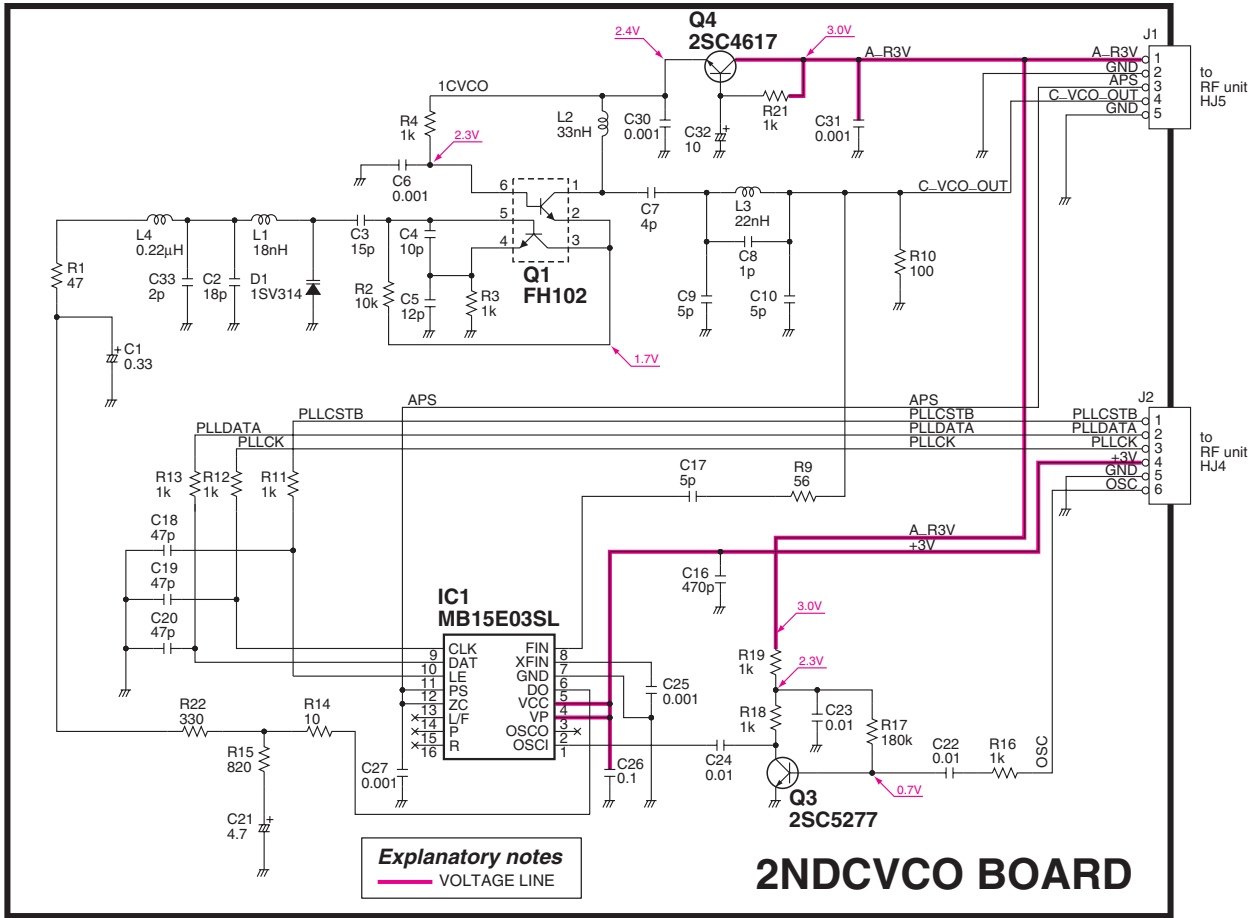 Q4
2SC4617
2.4V
3.0V
A_R3V
A_R3V
J1
1
GND
2
APS
3
C_VCO_OUT
4
GND
5
to
RF unit
HJ5
1CVCO
R4
1k
2.3V
L2
33nH
C30
0.001
C32
10
+
R21
1k
C31
0.001
C6
0.001
6
1
5
2
4
3
Q1
FH102
C7
4p
L3
22nH
C8
1p
C_VCO_OUT
R10
100
L4
0.22µH
L1
18nH
C3
15p
C4
10p
R1
47
C33
2p
C2
18p
D1
1SV314
R2
10k
C5
12p
R3
1k
C9
5p
C10
5p
+
C1
0.33
1.7V
APS
APS
J2
PLLCSTB
PLLCSTB
PLLCSTB
1
PLLDATA
PLLDATA
PLLDATA
2
PLLCK
PLLCK
PLLCK
3
+3V
4
GND
5
OSC
6
to
RF unit
HJ4
R13
1k
R12
1k
R11
1k
C17
5p
R9
56
C18
47p
C19
47p
C20
47p
A_R3V
+3V
C16
470p
IC1
MB15E03SL
CLK
FIN
9
8
DAT
XFIN
10
7
LE
GND
11
6
PS
DO
12
5
ZC
VCC
13
4
L/F
VP
14
3
P
OSCO
15
2
R
OSCI
16
1
C25
0.001
3.0V
R19
1k
2.3V
R18
1k
C23
0.01
R17
180k
C22
0.01
R16
1k
OSC
R22
330
R14
10
R15
820
C27
0.001
C26
0.1
C24
0.01
0.7V
Q3
2SC5277
C21
4.7
+
Explanatory notes
VOLTAGE LINE
2NDCVCO BOARD